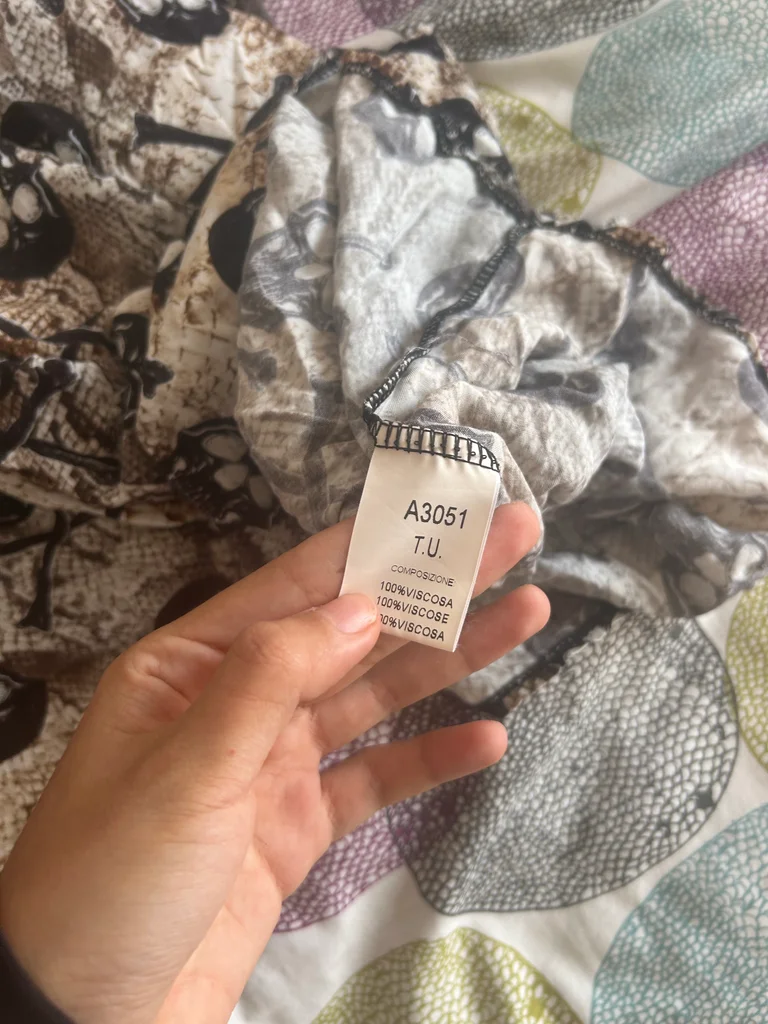 A3051
T.U.
COMPOSIZIONE:
100%VISCOSA
100%VISCOSE
00%VISCOSA